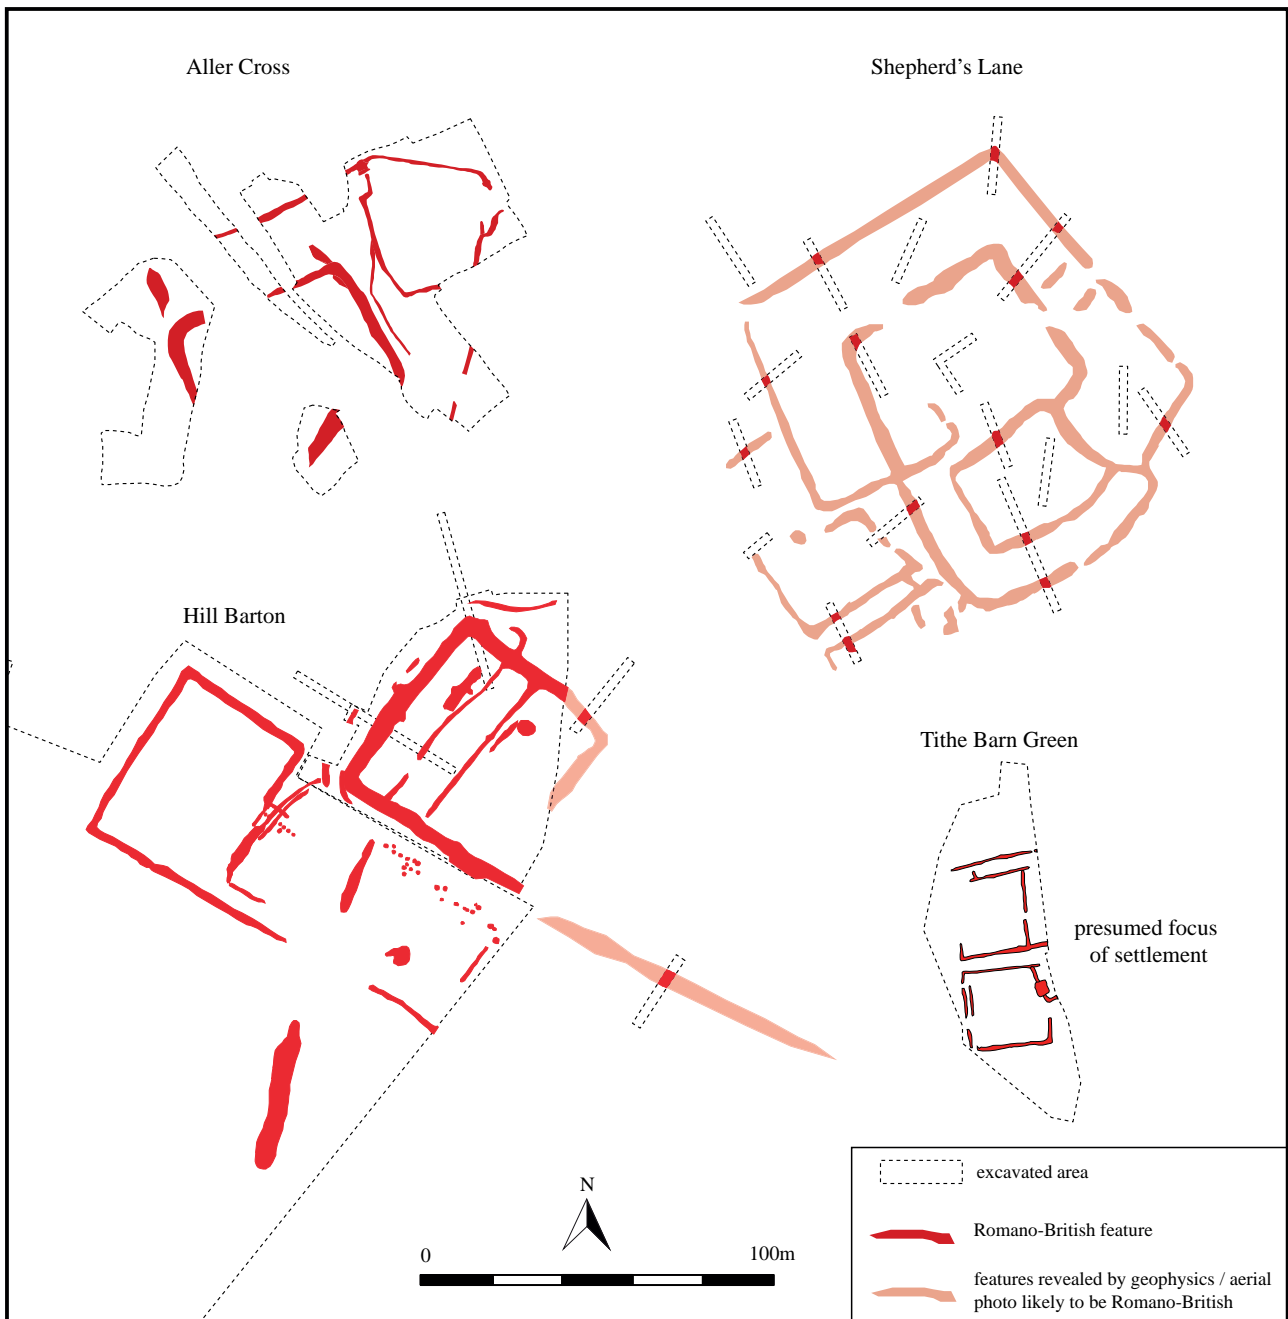 Aller Cross
Shepherd's Lane
Hill Barton
Tithe Barn Green
presumed focus
of settlement
N
0
100m
excavated area
Romano-British feature
features revealed by geophysics / aerial
photo likely to be Romano-British